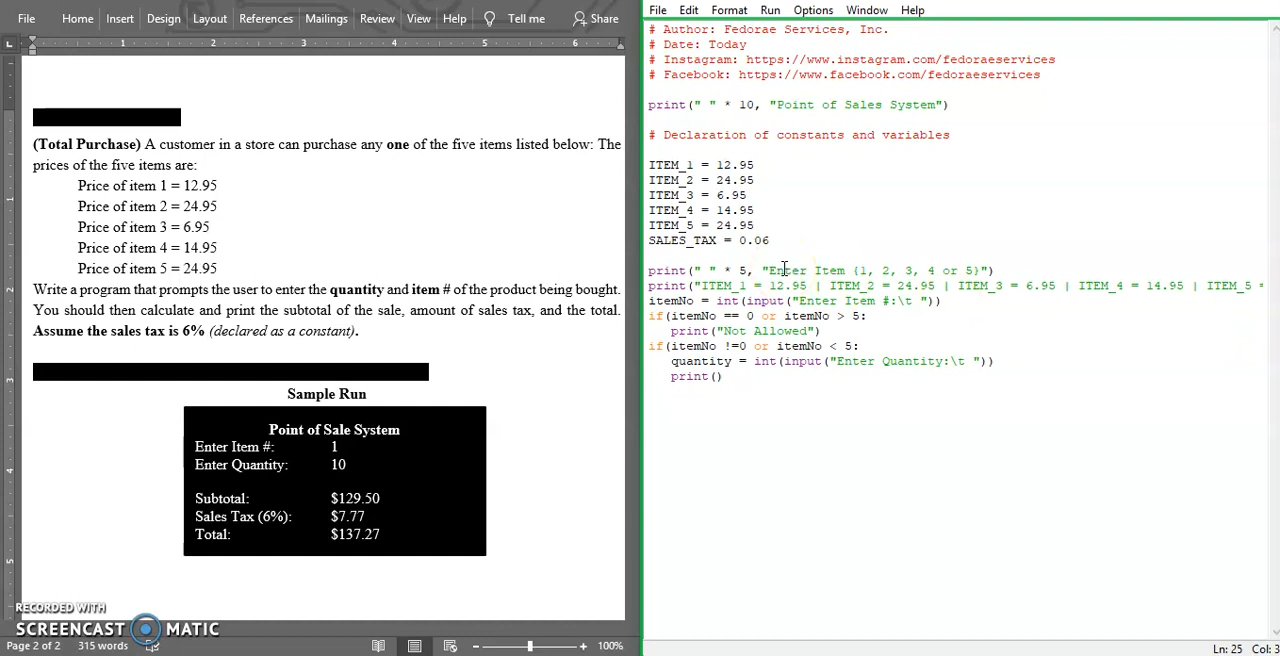 File Home Insert Design Layout References Mailings Review View Help Tell me Share
L 1 2 3 4 5 6
(Total Purchase) A customer in a store can purchase any one of the five items listed below: The
prices of the five items are:
Price of item 1 = 12.95
Price of item 2 = 24.95
Price of item 3 = 6.95
Price of item 4 = 14.95
Price of item 5 = 24.95
Write a program that prompts the user to enter the quantity and item # of the product being bought.
You should then calculate and print the subtotal of the sale, amount of sales tax, and the total.
Assume the sales tax is 6% (declared as a constant).
Sample Run
Point of Sale System
Enter Item #: 1
Enter Quantity: 10
Subtotal: $129.50
Sales Tax (6%): $7.77
Total: $137.27
1
2
3
4
5
RECORDED WITH
SCREENCAST MATIC
Page 2 of 2 315 words 100%
File Edit Format Run Options Window Help
# Author: Fedorae Services, Inc.
# Date: Today
# Instagram: https://www.instagram.com/fedoraeservices
# Facebook: https://www.facebook.com/fedoraeservices
print(" " * 10, "Point of Sales System")
# Declaration of constants and variables
ITEM_1 = 12.95
ITEM_2 = 24.95
ITEM_3 = 6.95
ITEM_4 = 14.95
ITEM_5 = 24.95
SALES_TAX = 0.06
print(" " * 5, "Enter Item {1, 2, 3, 4 or 5}")
print("ITEM_1 = 12.95 | ITEM_2 = 24.95 | ITEM_3 = 6.95 | ITEM_4 = 14.95 | ITEM_5 =
itemNo = int(input("Enter Item #:\t "))
if(itemNo == 0 or itemNo > 5:
print("Not Allowed")
if(itemNo !=0 or itemNo < 5:
quantity = int(input("Enter Quantity:\t "))
print()
Ln: 25 Col: 3